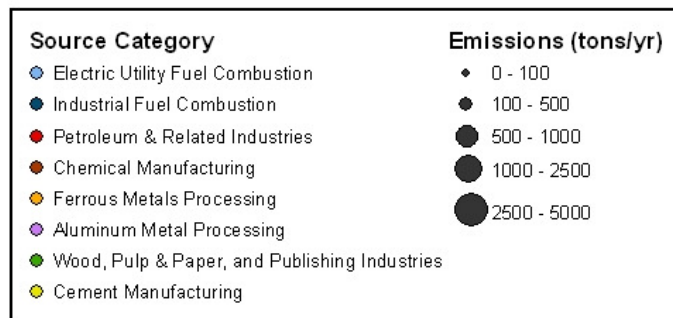 Source Category
Electric Utility Fuel Combustion
Industrial Fuel Combustion
Petroleum & Related Industries
Chemical Manufacturing
Ferrous Metals Processing
Aluminum Metal Processing
Wood, Pulp & Paper, and Publishing Industries
Cement Manufacturing
Emissions (tons/yr)
0 - 100
100 - 500
500 - 1000
1000 - 2500
2500 - 5000